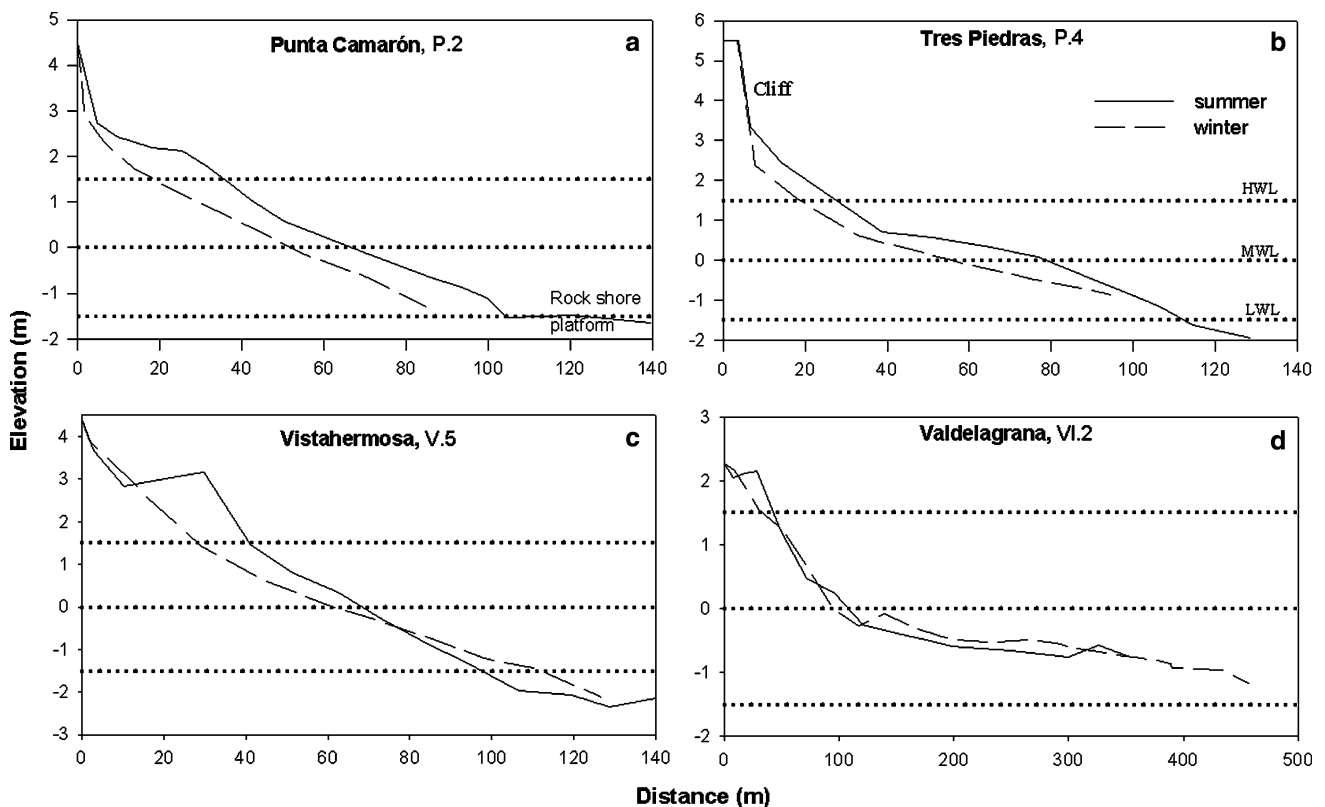 Elevation (m)
Punta Camarón, P.2
a
5
4
3
2
1
0
-1
-2
Rock shore
platform
0 20 40 60 80 100 120 140
Tres Piedras, P.4
b
Cliff
summer
winter
6
5
4
3
2
1
0
-1
-2
HWL
MWL
LWL
0 20 40 60 80 100 120 140
Vistahermosa, V.5
c
4
3
2
1
0
-1
-2
-3
0 20 40 60 80 100 120 140
Valdelagrana, Vl.2
d
3
2
1
0
-1
-2
0 100 200 300 400 500
Distance (m)